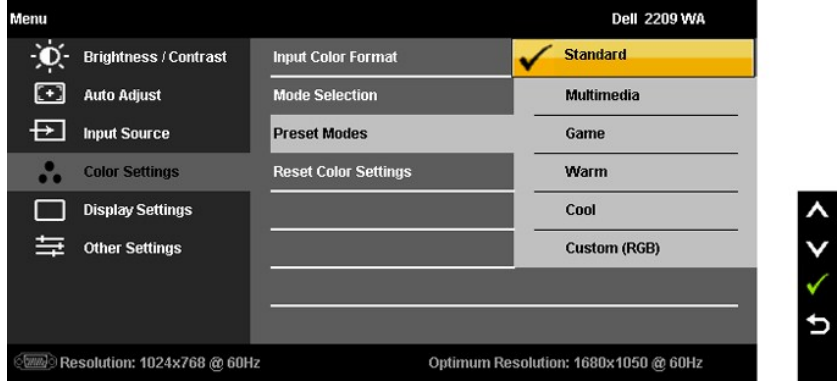 Menu Dell 2209 WA
Brightness / Contrast Input Color Format Standard
Auto Adjust Mode Selection Multimedia
Input Source Preset Modes Game
Color Settings Reset Color Settings Warm
Display Settings Cool
Other Settings Custom (RGB)
Resolution: 1024x768 @ 60Hz Optimum Resolution: 1680x1050 @ 60Hz